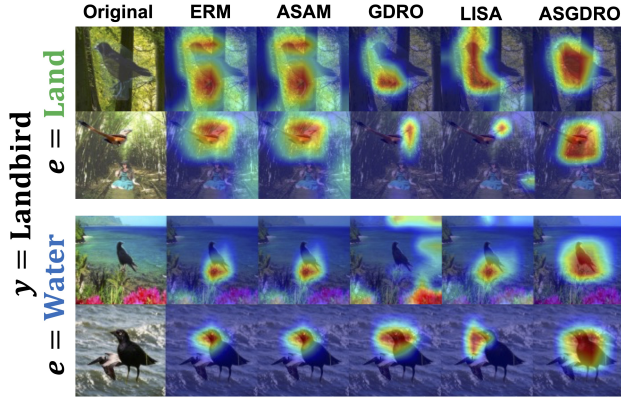 Original ERM ASAM GDRO LISA ASGDRO
y = Landbird
e = Land
e = Water